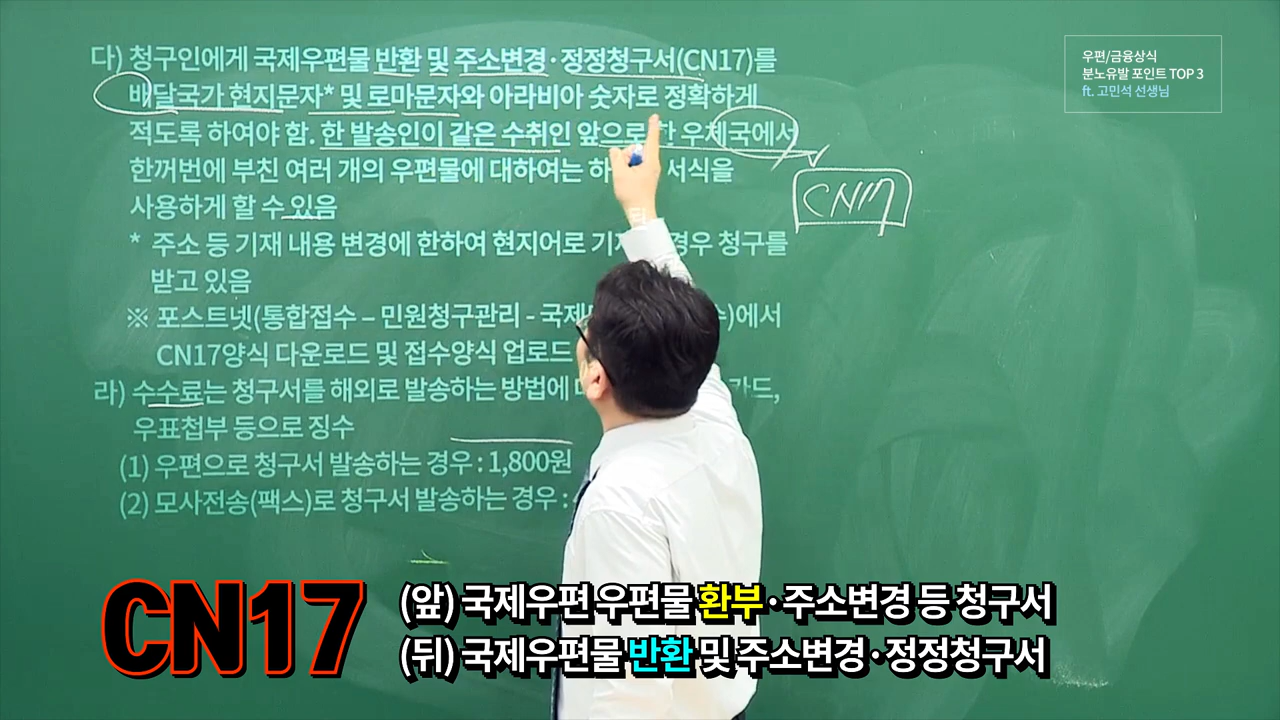 다) 청구인에게 국제우편물 반환 및 주소변경·정정청구서(CN17)를
배달국가 현지문자* 및 로마문자와 아라비아 숫자로 정확하게
적도록 하여야 함. 한 발송인이 같은 수취인 앞으로 한 우체국에서
한꺼번에 부친 여러 개의 우편물에 대하여는 하 서식을
사용하게 할 수 있음
* 주소 등 기재 내용 변경에 한하여 현지어로 기 경우 청구를
받고 있음
※ 포스트넷(통합접수 – 민원청구관리 - 국제 수)에서
CN17양식 다운로드 및 접수양식 업로드
라) 수수료는 청구서를 해외로 발송하는 방법에 카드,
우표첩부 등으로 징수
(1) 우편으로 청구서 발송하는 경우 : 1,800원
(2) 모사전송(팩스)로 청구서 발송하는 경우 :
CN17
우편/금융상식
분노유발 포인트 TOP 3
ft. 고민석 선생님
CN17
(앞) 국제우편 우편물 환부·주소변경 등 청구서
(뒤) 국제우편물 반환 및 주소변경·정정청구서